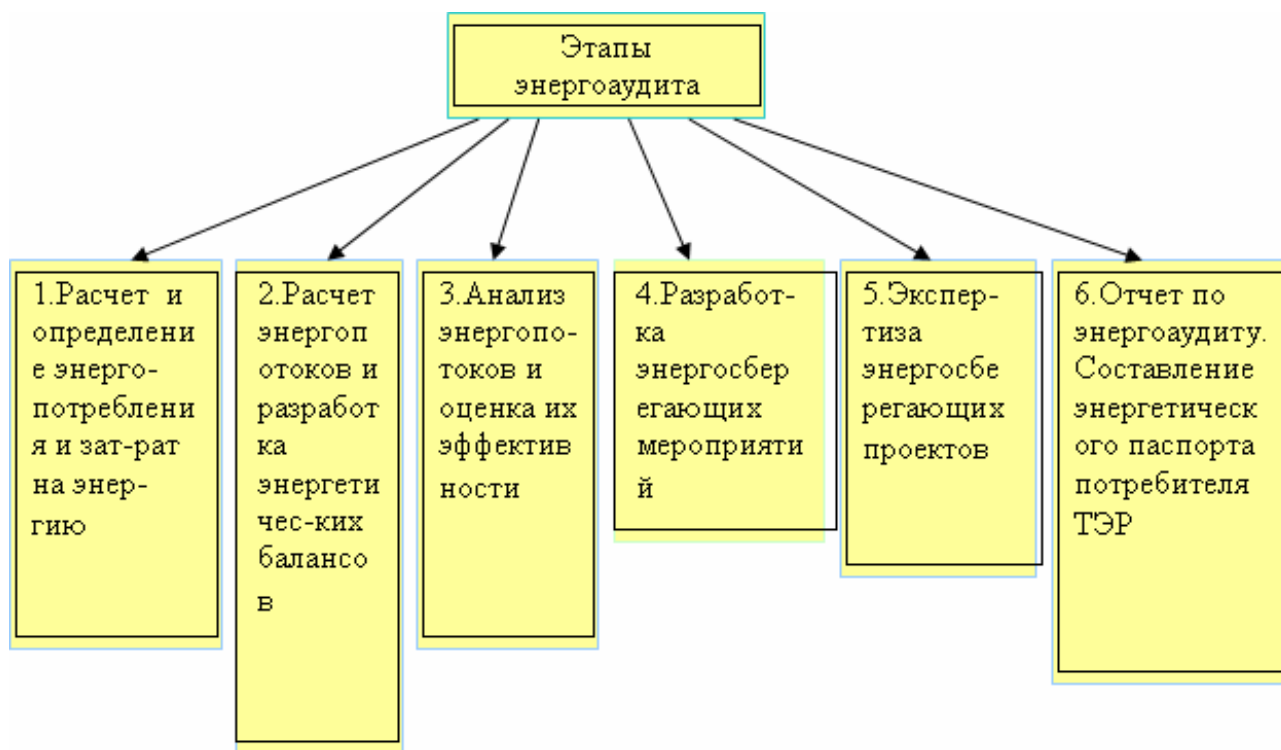 Этапы
энергоаудита
1.Расчет и
определени
е энерго-
потреблени
я и зат-рат
на энер-
гию
2.Расчет
энергоп
отоков и
разработ
ка
энергети
чес-ких
балансо
в
3.Анализ
энергопо-
токов и
оценка их
эффектив
ности
4.Разработ-
ка
энергосбер
егающих
мероприяти
й
5.Экспер-
тиза
энергосбе
регающих
проектов
6.Отчет по
энергоаудиту.
Составление
энергетическ
ого паспорта
потребителя
ТЭР